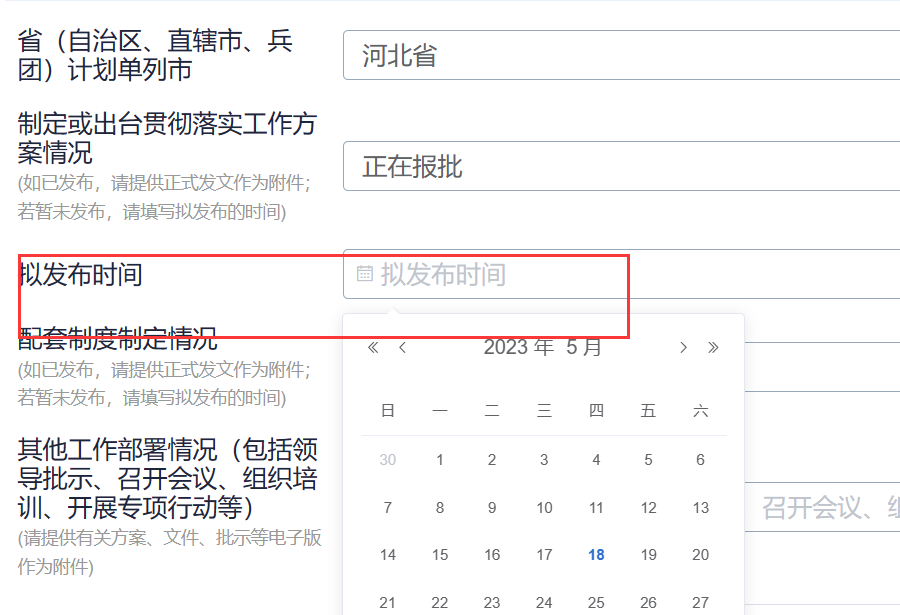 省（自治区、直辖市、兵
团）计划单列市
河北省
制定或出台贯彻落实工作方
案情况
(如已发布，请提供正式发文作为附件；
若暂未发布，请填写拟发布的时间)
正在报批
拟发布时间
拟发布时间
配套制度制定情况
(如已发布，请提供正式发文作为附件；
若暂未发布，请填写拟发布的时间)
« ‹ 2023 年 5 月 › »
日 一 二 三 四 五 六
30 1 2 3 4 5 6
7 8 9 10 11 12 13
14 15 16 17 18 19 20
21 22 23 24 25 26 27
其他工作部署情况（包括领
导批示、召开会议、组织培
训、开展专项行动等）
(请提供有关方案、文件、批示等电子版
作为附件)
召开会议、组